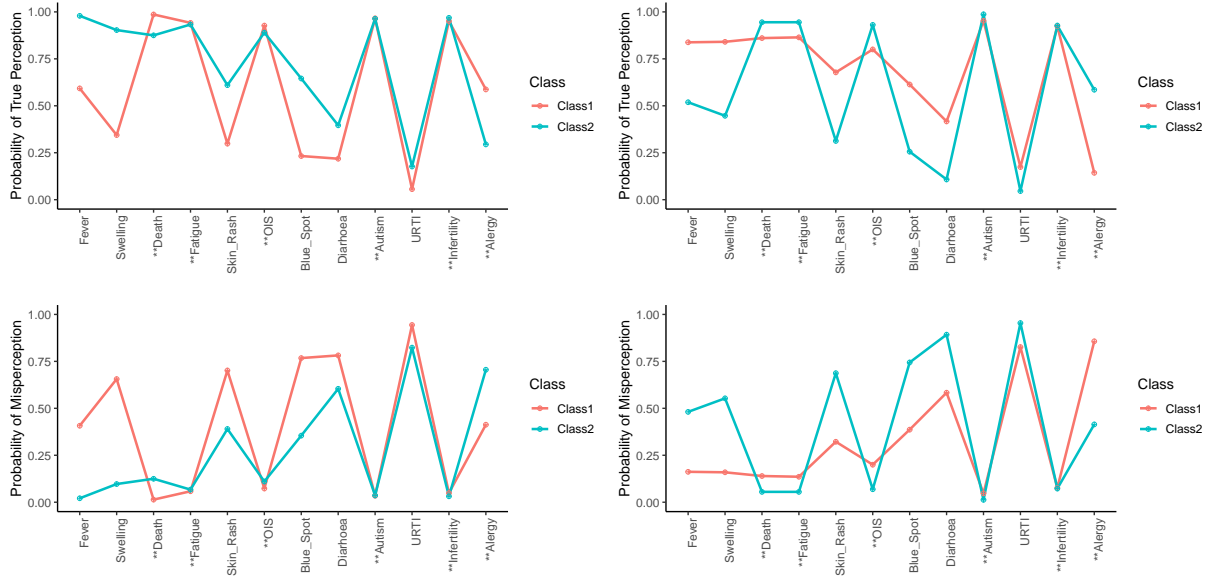 Probability of True Perception
1.00
0.75
0.50
0.25
0.00
Fever
Swelling
**Death
**Fatigue
Skin_Rash
**OIS
Blue_Spot
Diarhoea
**Autism
URTI
**Infertility
**Alergy
Class
Class1
Class2
Probability of True Perception
1.00
0.75
0.50
0.25
0.00
Fever
Swelling
**Death
**Fatigue
Skin_Rash
**OIS
Blue_Spot
Diarhoea
**Autism
URTI
**Infertility
**Alergy
Class
Class1
Class2
Probability of Misperception
1.00
0.75
0.50
0.25
0.00
Fever
Swelling
**Death
**Fatigue
Skin_Rash
**OIS
Blue_Spot
Diarhoea
**Autism
URTI
**Infertility
**Alergy
Class
Class1
Class2
Probability of Misperception
1.00
0.75
0.50
0.25
0.00
Fever
Swelling
**Death
**Fatigue
Skin_Rash
**OIS
Blue_Spot
Diarhoea
**Autism
URTI
**Infertility
**Alergy
Class
Class1
Class2